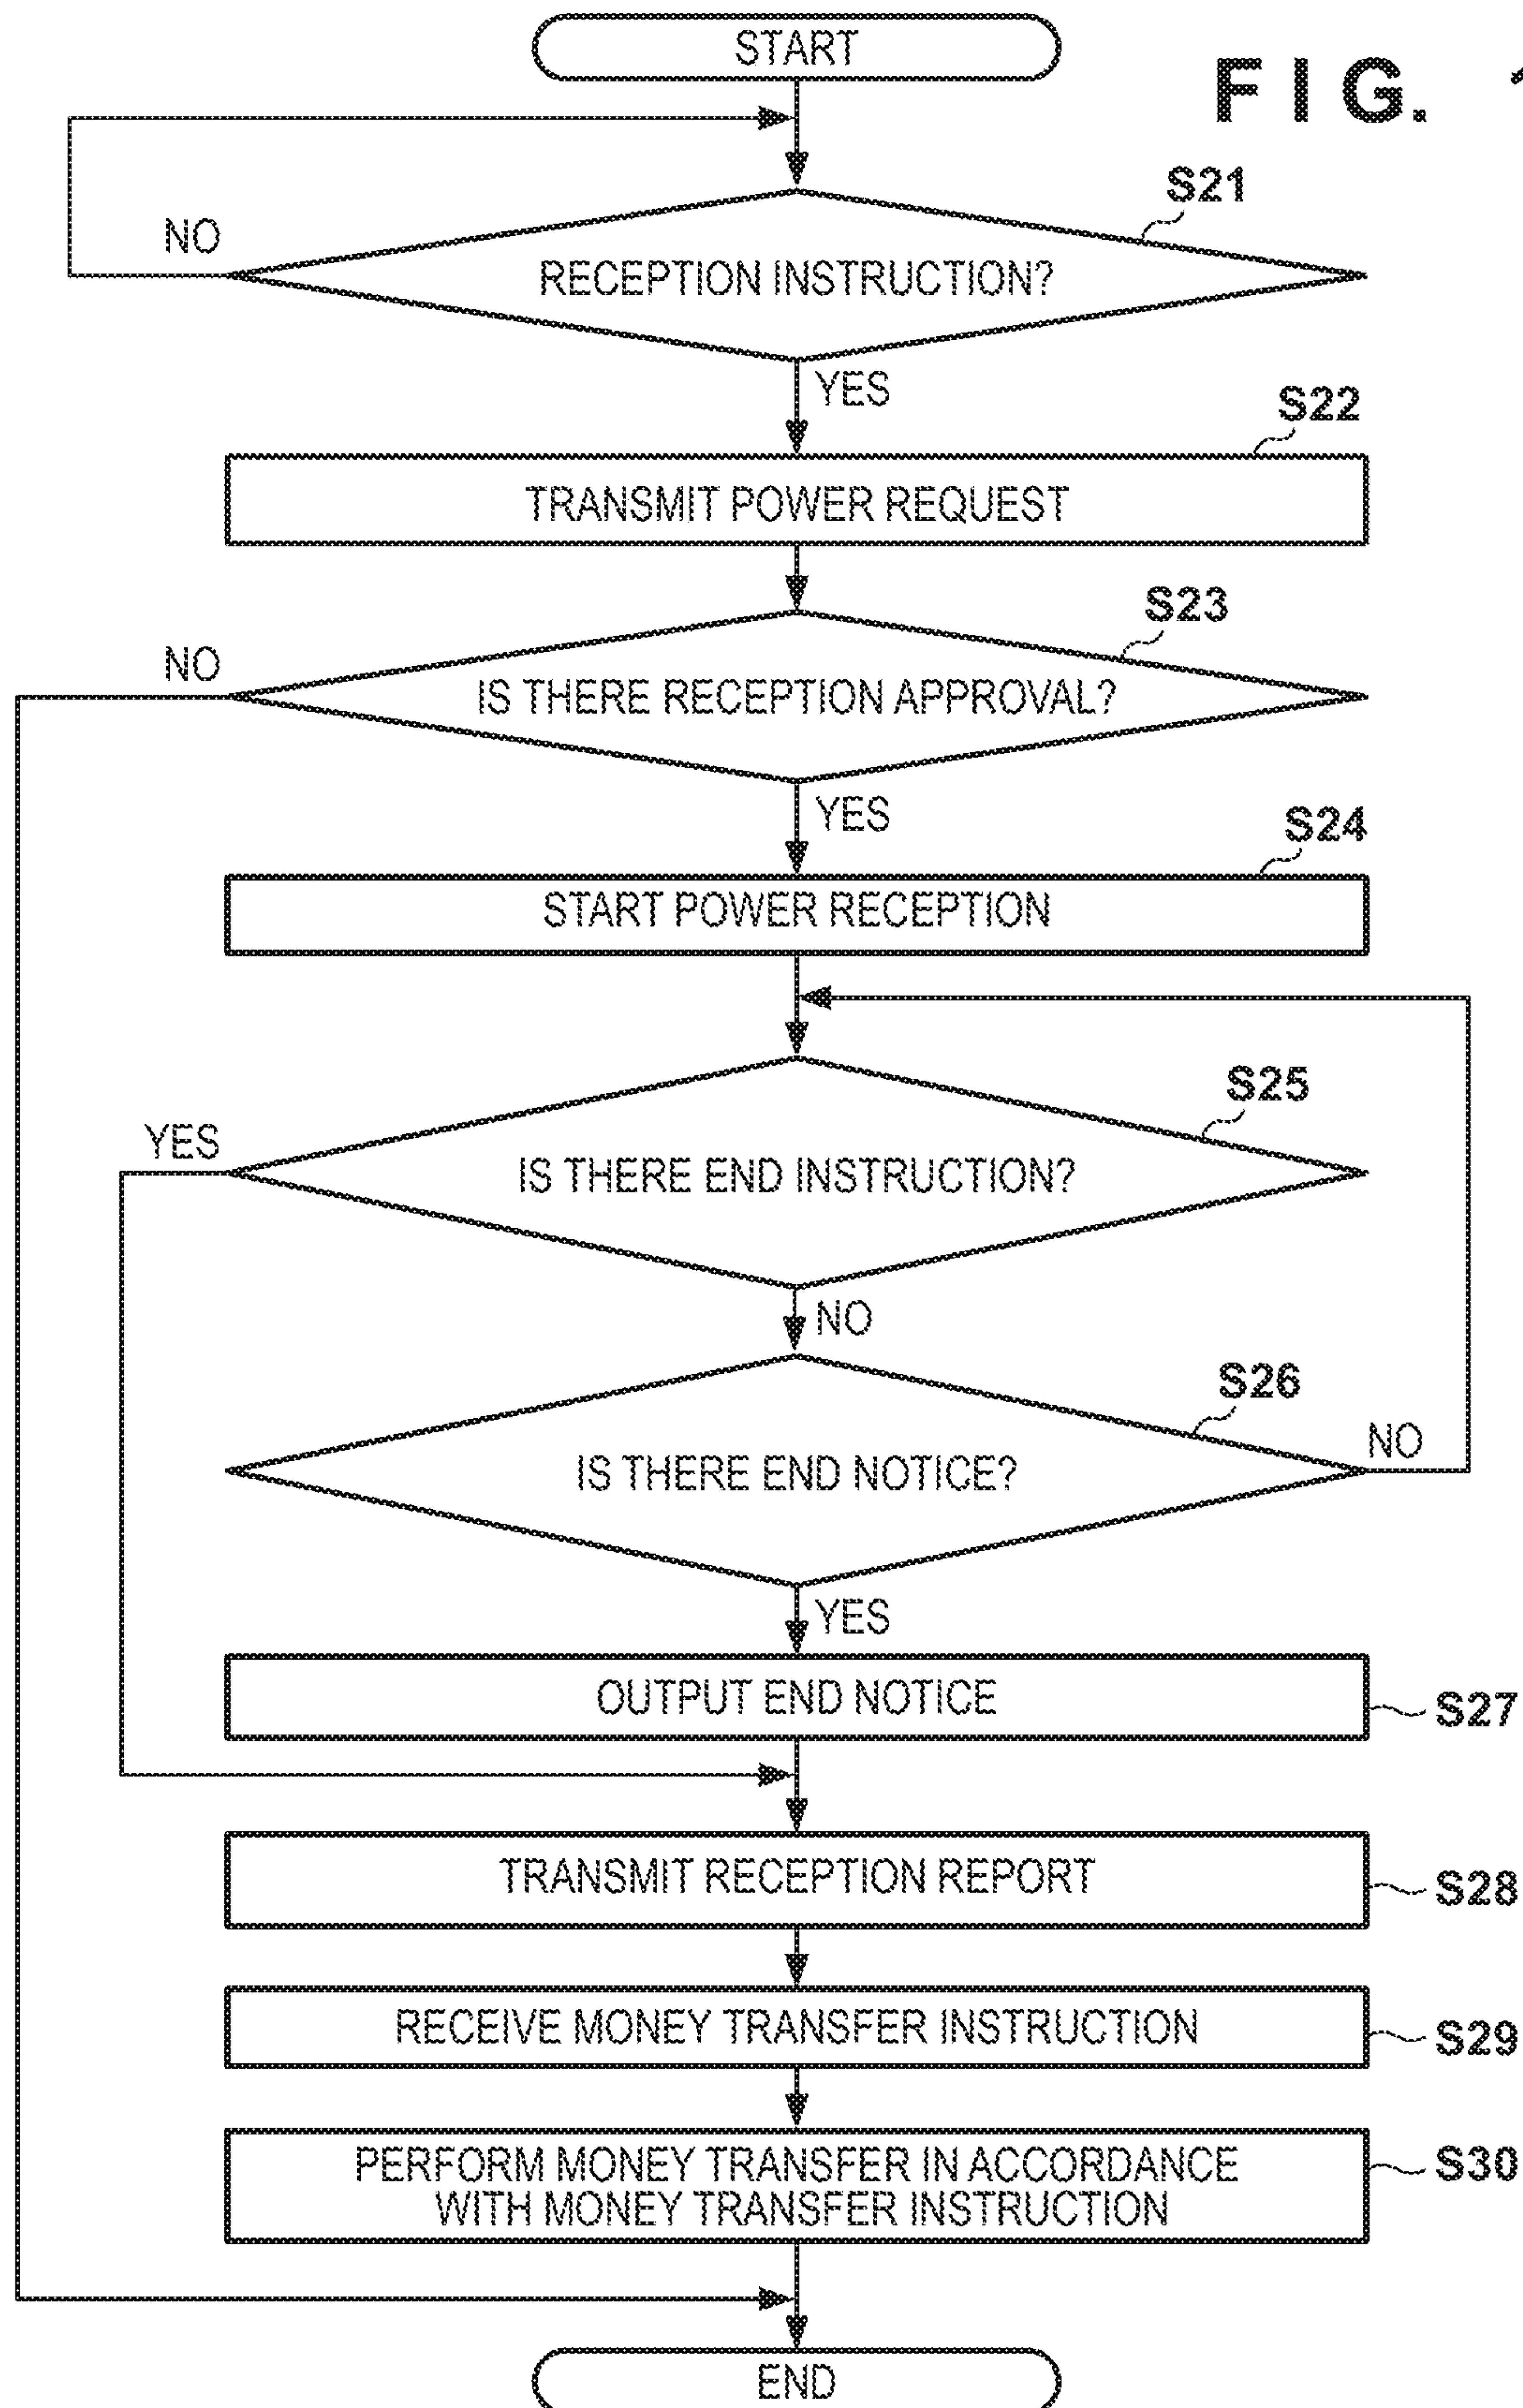 START
FIG.
S21
NO
RECEPTION INSTRUCTION?
YES
S22
TRANSMIT POWER REQUEST
S23
NO
IS THERE RECEPTION APPROVAL?
YES
S24
START POWER RECEPTION
S25
YES
IS THERE END INSTRUCTION?
NO
S26
NO
IS THERE END NOTICE?
YES
OUTPUT END NOTICE
S27
TRANSMIT RECEPTION REPORT
S28
RECEIVE MONEY TRANSFER INSTRUCTION
S29
PERFORM MONEY TRANSFER IN ACCORDANCE
WITH MONEY TRANSFER INSTRUCTION
S30
END